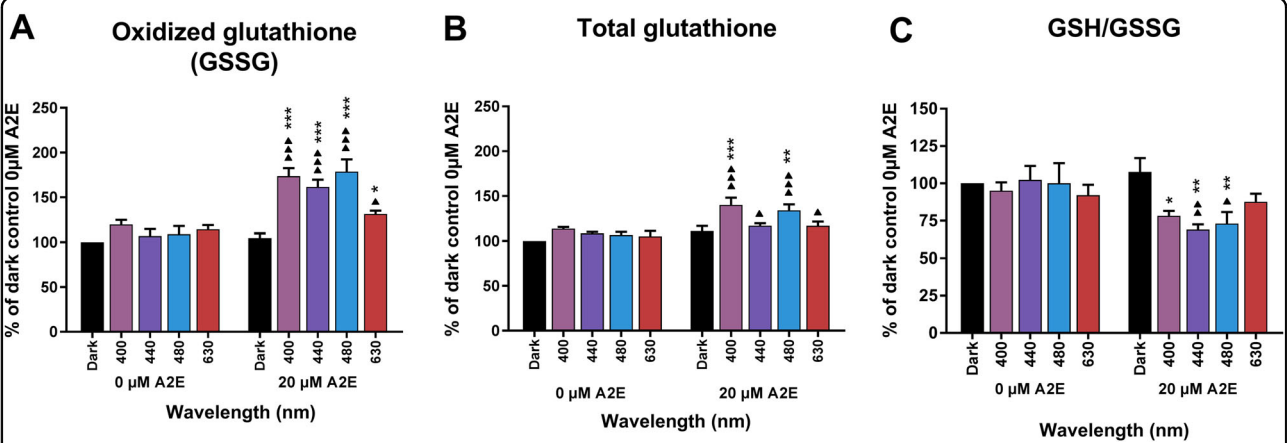 A
Oxidized glutathione
(GSSG)
% of dark control 0µM A2E
250
200
150
100
50
0
***
▲▲▲
***
▲▲▲
***
▲▲▲
*
▲
Dark
400
440
480
630
Dark
400
440
480
630
0 µM A2E
20 µM A2E
Wavelength (nm)
B
Total glutathione
% of dark control 0µM A2E
250
200
150
100
50
0
***
▲▲▲
▲
**
▲▲▲
▲
Dark
400
440
480
630
Dark
400
440
480
630
0 µM A2E
20 µM A2E
Wavelength (nm)
C
GSH/GSSG
% of dark control 0µM A2E
150
125
100
75
50
25
0
*
**
▲▲
**
▲
Dark
400
440
480
630
Dark
400
440
480
630
0 µM A2E
20 µM A2E
Wavelength (nm)